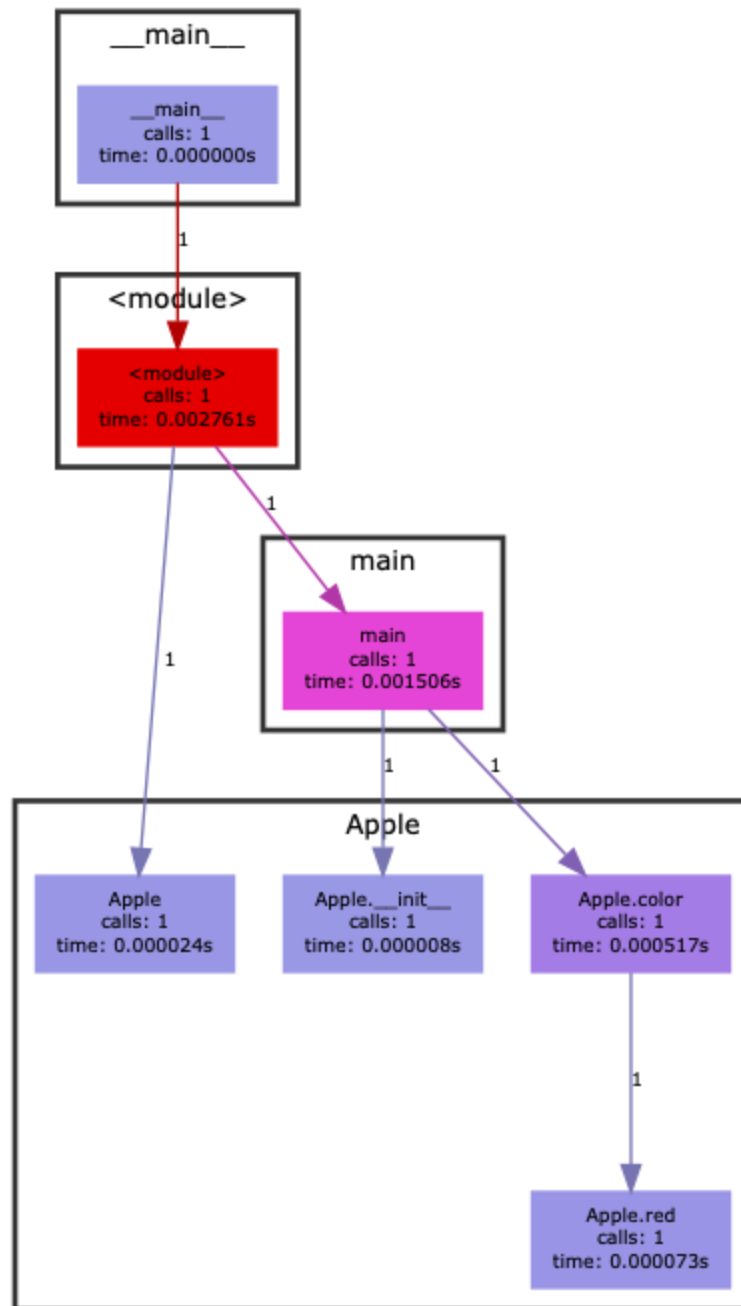 __main__
__main__
calls: 1
time: 0.000000s
1
<module>
<module>
calls: 1
time: 0.002761s
1
main
main
calls: 1
time: 0.001506s
1
1
1
Apple
Apple
calls: 1
time: 0.000024s
Apple.__init__
calls: 1
time: 0.000008s
Apple.color
calls: 1
time: 0.000517s
1
Apple.red
calls: 1
time: 0.000073s